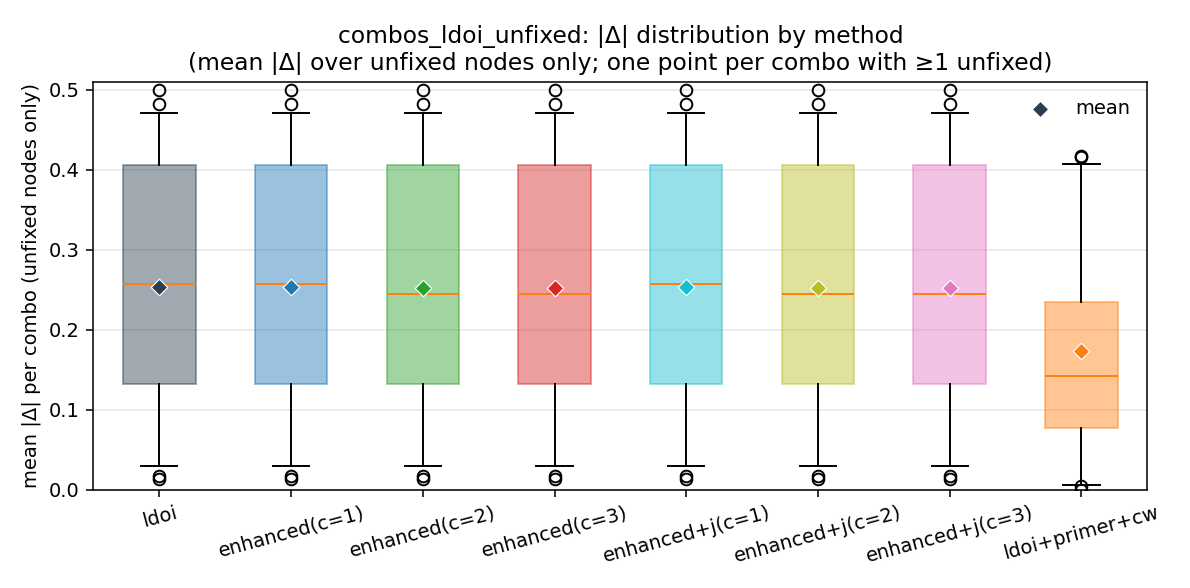 combos_ldoi_unfixed: |Δ| distribution by method
(mean |Δ| over unfixed nodes only; one point per combo with ≥1 unfixed)
mean |Δ| per combo (unfixed nodes only)
0.5
0.4
0.3
0.2
0.1
0.0
mean
ldoi
enhanced(c=1)
enhanced(c=2)
enhanced(c=3)
enhanced+j(c=1)
enhanced+j(c=2)
enhanced+j(c=3)
ldoi+primer+cw